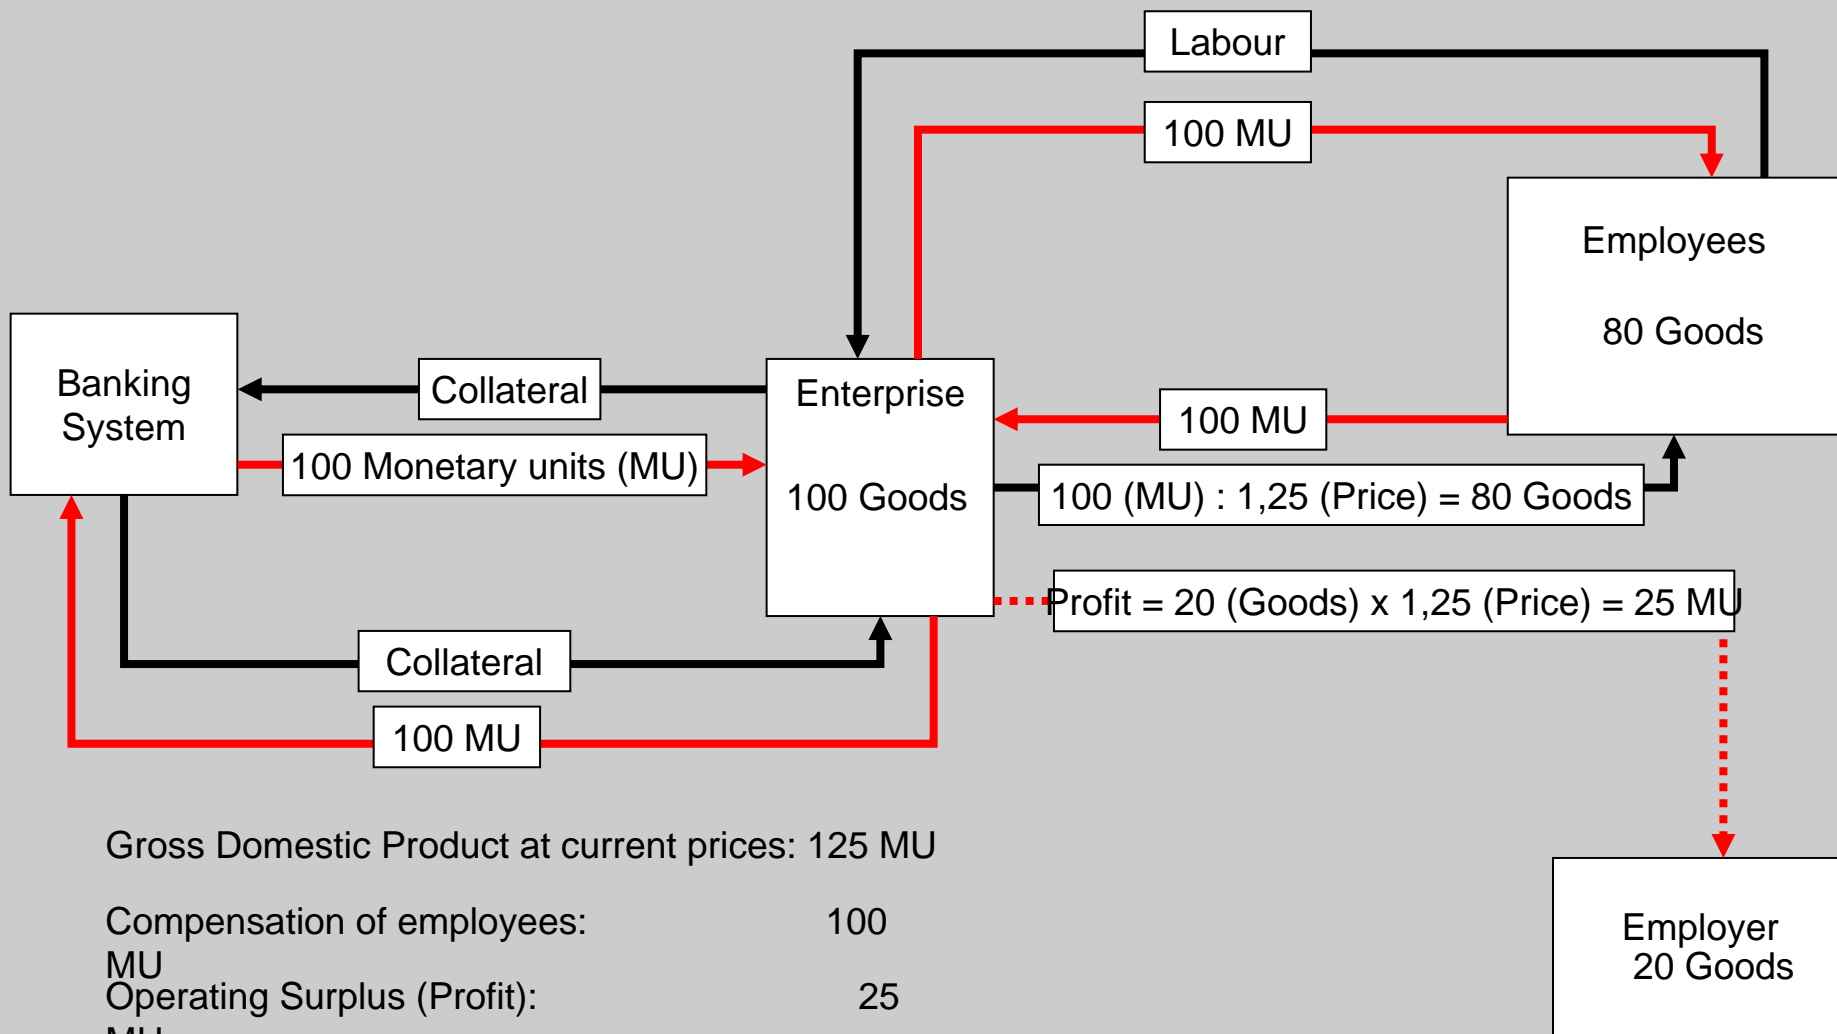 Labour
100 MU
Employees
80 Goods
Banking
System
Collateral
100 Monetary units (MU)
Enterprise
100 Goods
100 MU
100 (MU) : 1,25 (Price) = 80 Goods
Profit = 20 (Goods) x 1,25 (Price) = 25 MU
Collateral
100 MU
Gross Domestic Product at current prices: 125 MU
Compensation of employees: 100
MU
Operating Surplus (Profit): 25
MU
Employer
20 Goods